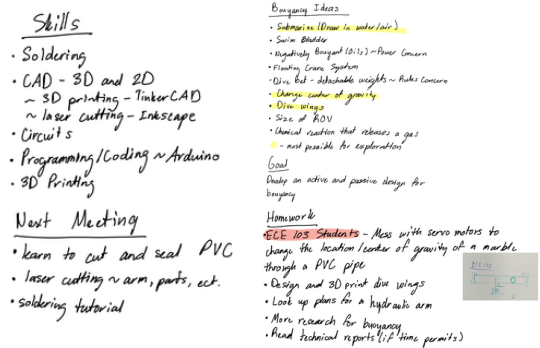 Skills
• Soldering
• CAD - 3D and 2D
~ 3D printing - TinkerCAD
~ laser cutting - Inkscape
• Circuits
• Programming/Coding ~ Arduino
• 3D Printing
Next Meeting
• learn to cut and seal PVC
• laser cutting ~ arm, parts, ect.
• soldering tutorial
Buoyancy Ideas
• Submarine (Draw in water/air)
• Swim Bladder
• Negatively Buoyant (Oils) ~ Power Concern
• Floating Crane System
• Dive Belt - detachable weights ~ Rules Concern
• Change center of gravity
• Dive wings
• Size of ROV
• Chemical reaction that releases a gas
- most possible for exploration
Goal
Develop an active and passive design for
buoyancy
Homework
• ECE 103 Students - Mess with servo motors to
change the location/center of gravity of a marble
through a PVC pipe
• Design and 3D print dive wings
• Look up plans for a hydraulic arm
• More research for buoyancy
• Read technical reports (if time permits)